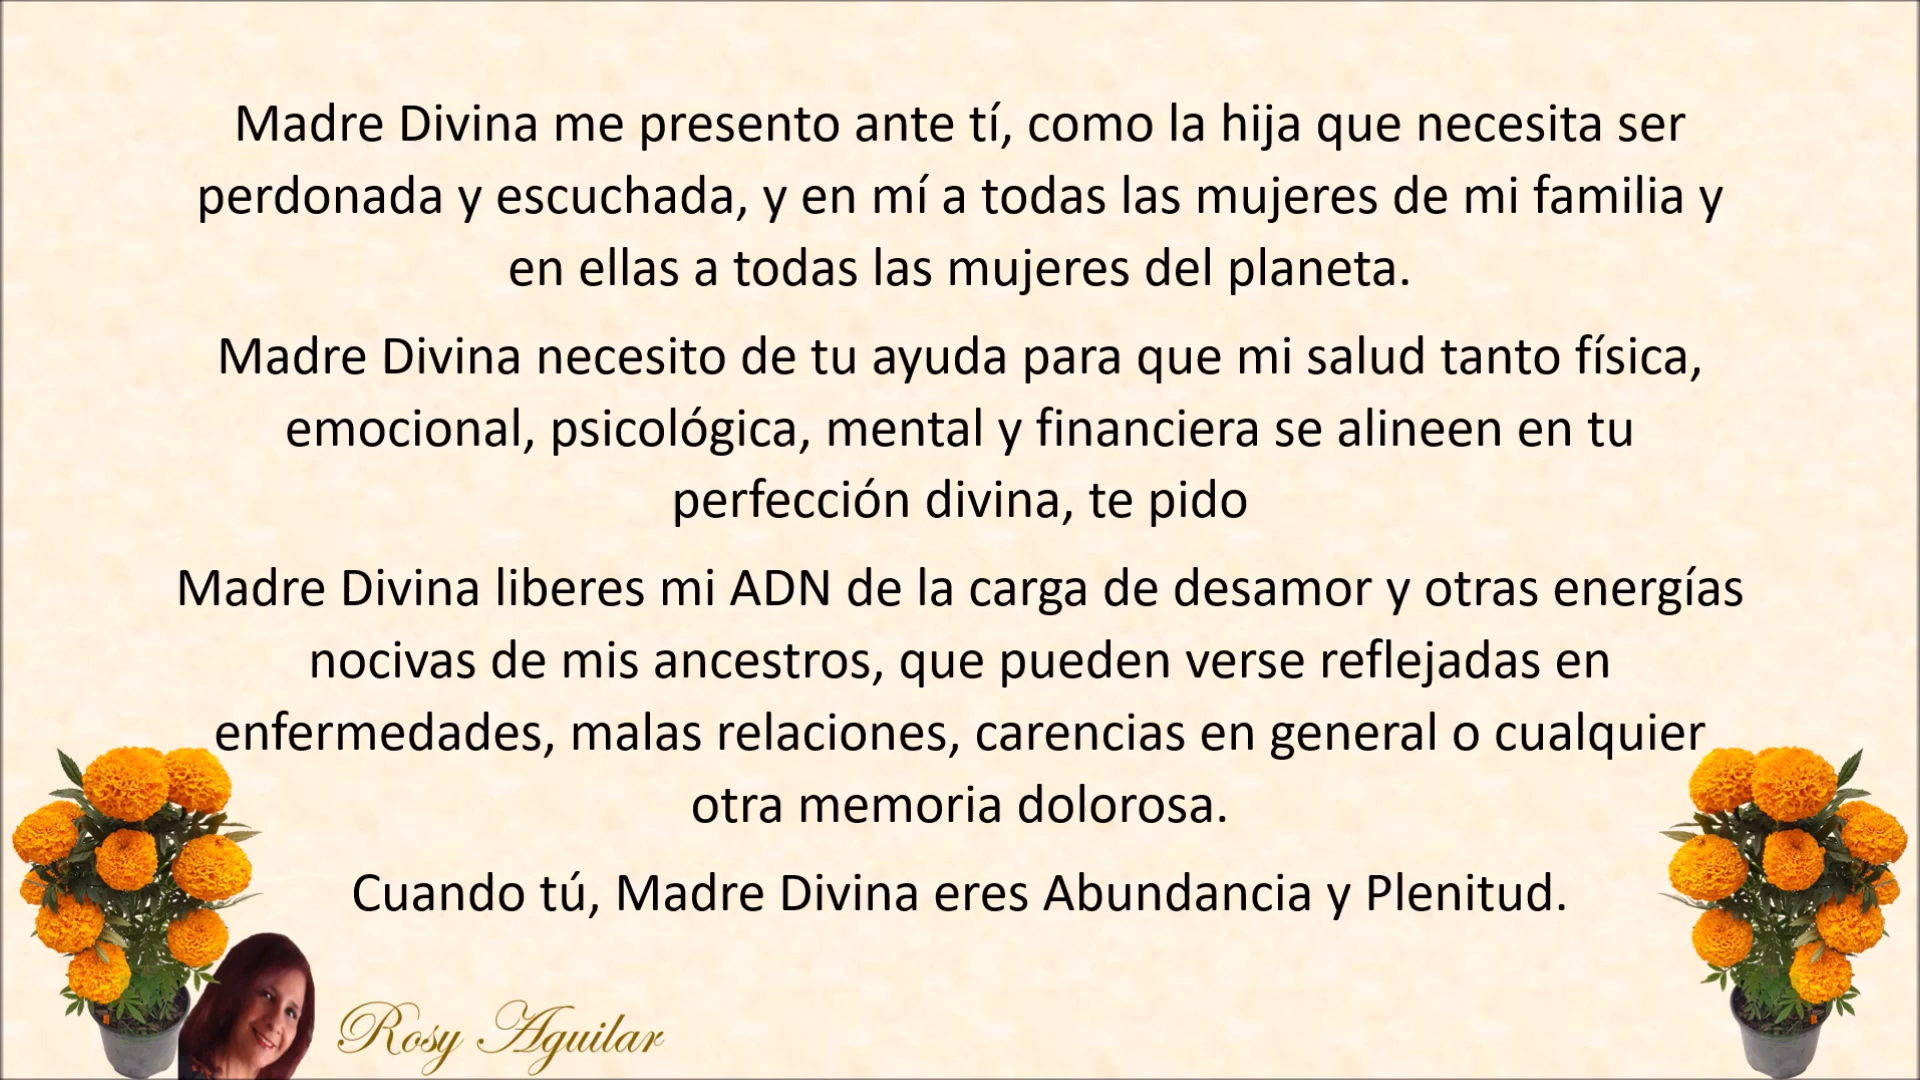 Madre Divina me presento ante tí, como la hija que necesita ser
perdonada y escuchada, y en mí a todas las mujeres de mi familia y
en ellas a todas las mujeres del planeta.
Madre Divina necesito de tu ayuda para que mi salud tanto física,
emocional, psicológica, mental y financiera se alineen en tu
perfección divina, te pido
Madre Divina liberes mi ADN de la carga de desamor y otras energías
nocivas de mis ancestros, que pueden verse reflejadas en
enfermedades, malas relaciones, carencias en general o cualquier
otra memoria dolorosa.
Cuando tú, Madre Divina eres Abundancia y Plenitud.
Rosy Aguilar